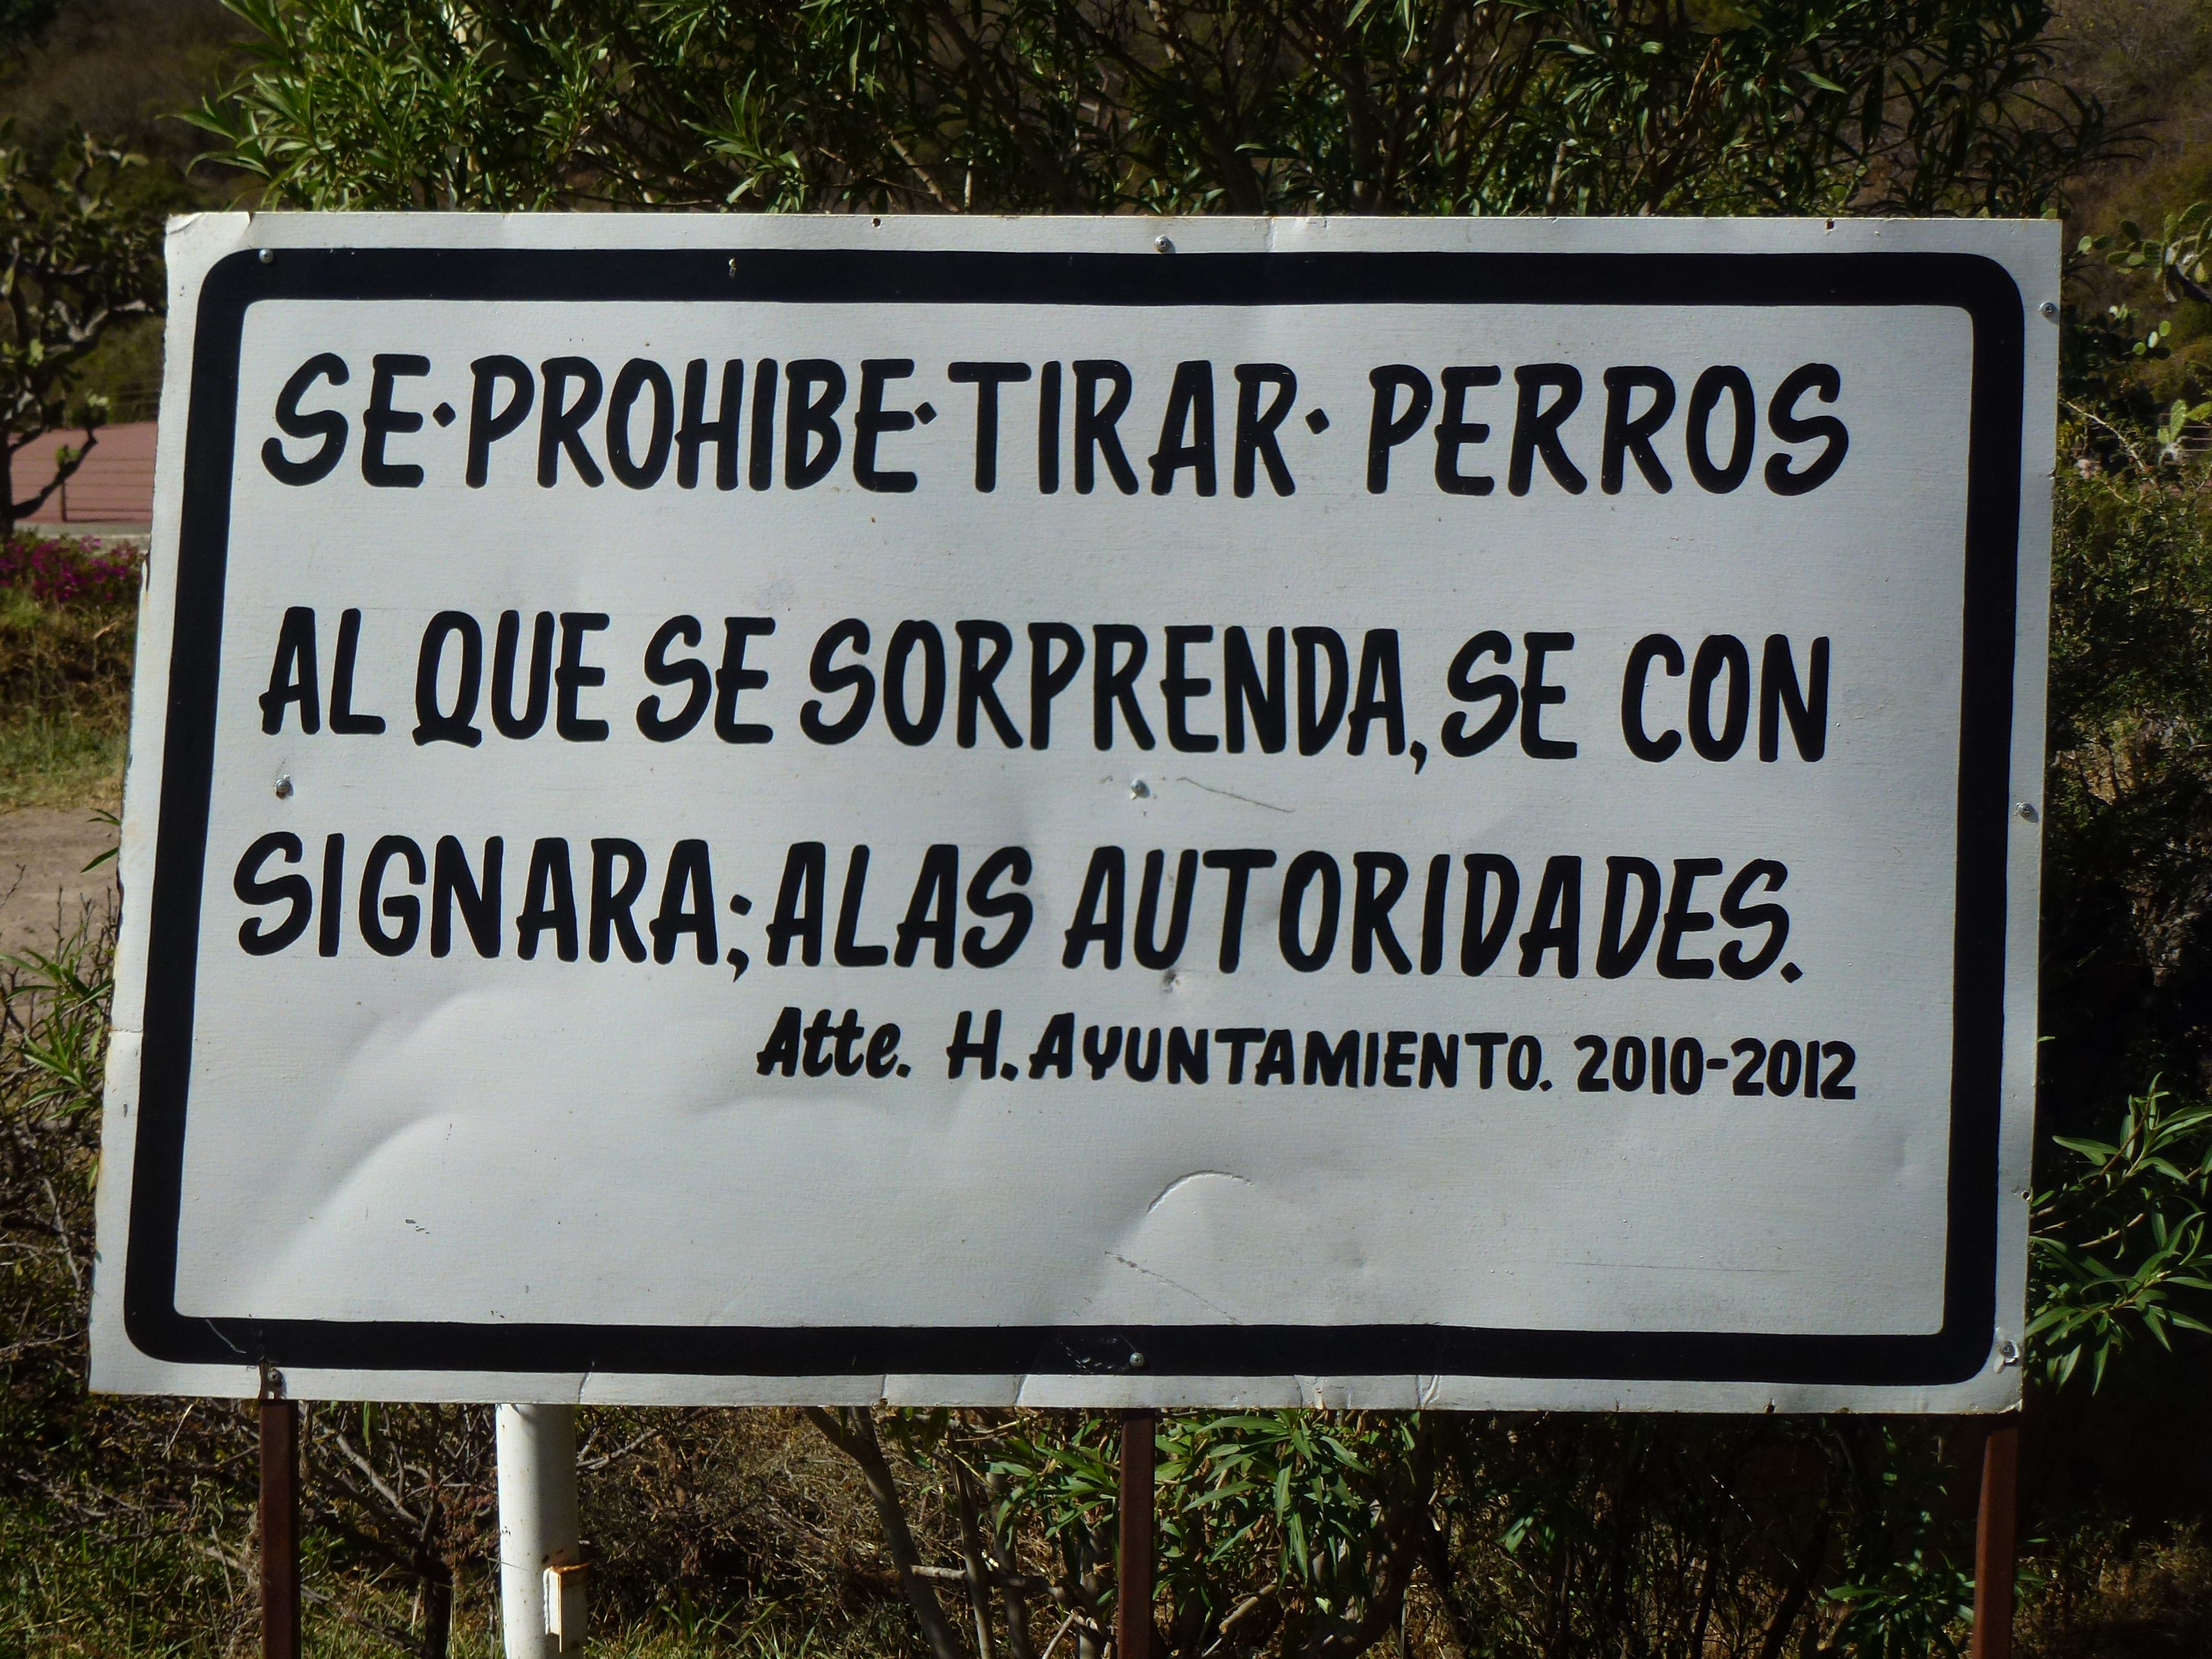 SE·PROHIBE·TIRAR· PERROS
AL QUE SE SORPRENDA, SE CON
SIGNARA; ALAS AUTORIDADES.
Atte. H. AYUNTAMIENTO. 2010-2012